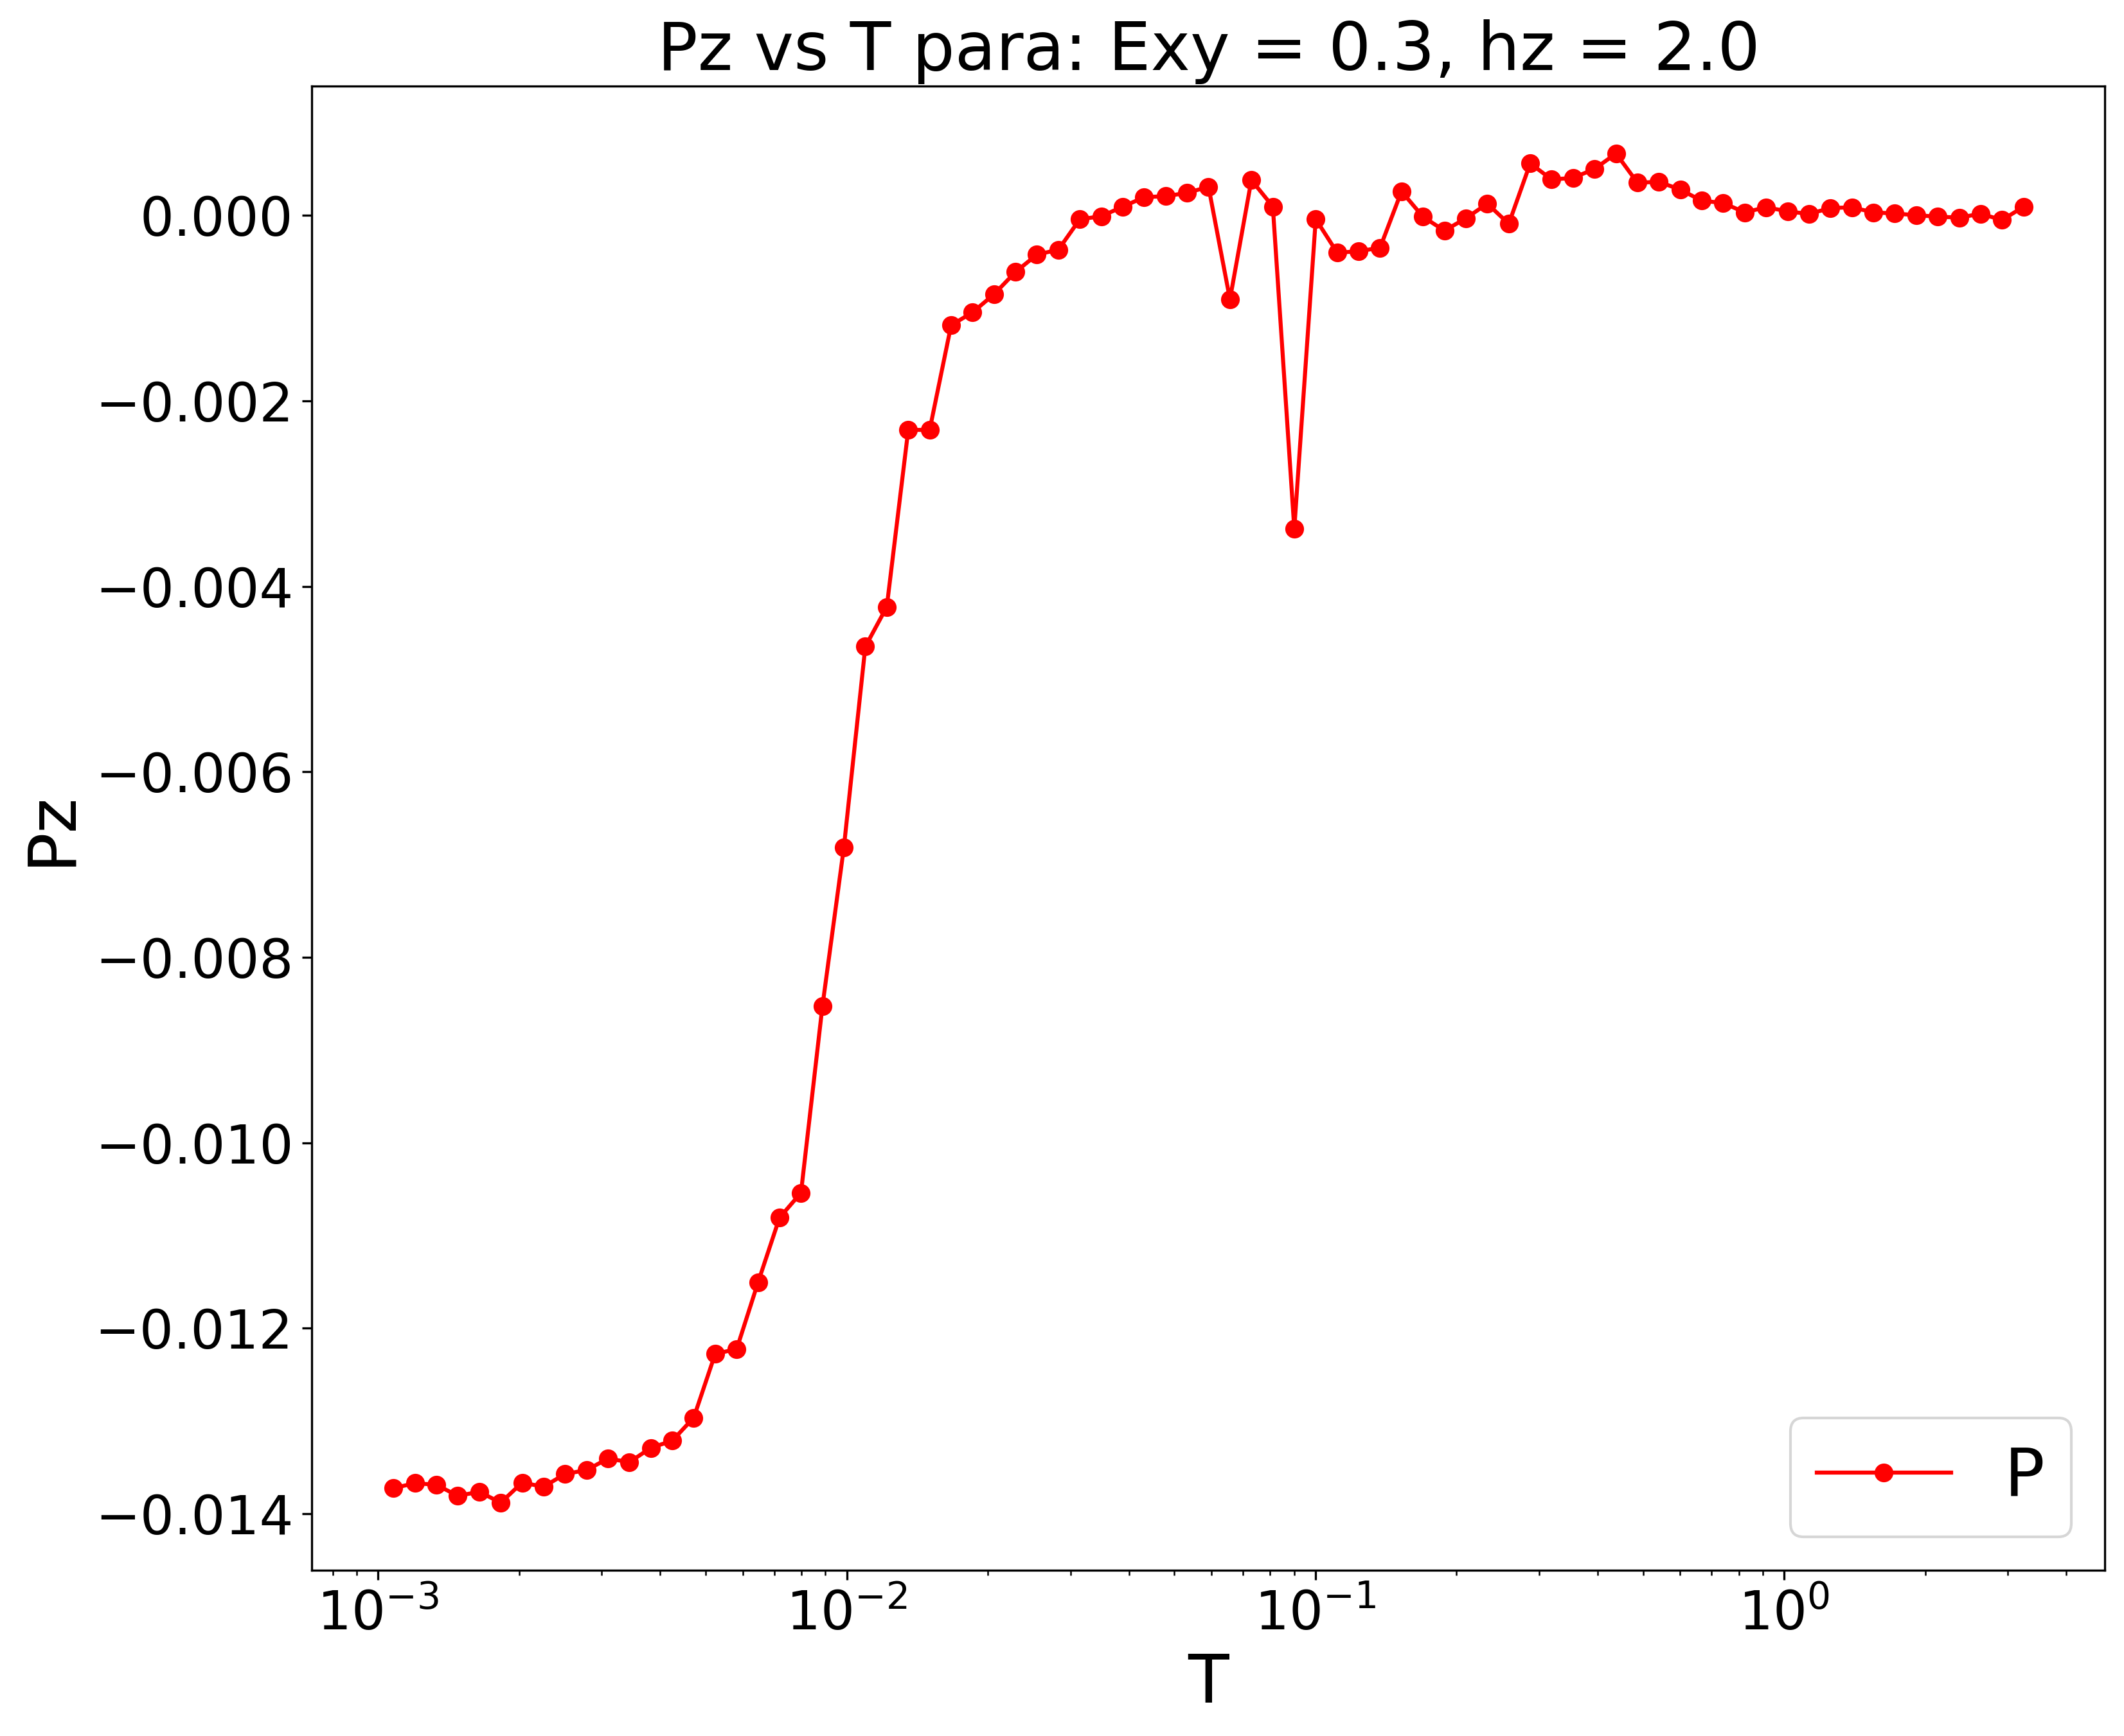 Pz vs T para: Exy = 0.3, hz = 2.0
0.000
−0.002
−0.004
−0.006
−0.008
−0.010
−0.012
−0.014
Pz
P
10⁻³ 10⁻² 10⁻¹ 10⁰
T